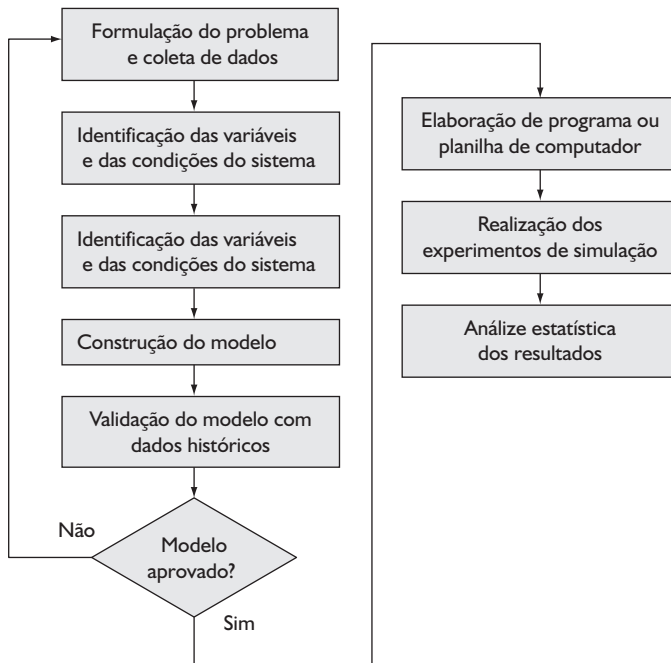 Formulação do problema
e coleta de dados
Identificação das variáveis
e das condições do sistema
Identificação das variáveis
e das condições do sistema
Construção do modelo
Validação do modelo com
dados históricos
Modelo
aprovado?
Não
Sim
Elaboração de programa ou
planilha de computador
Realização dos
experimentos de simulação
Análize estatística
dos resultados